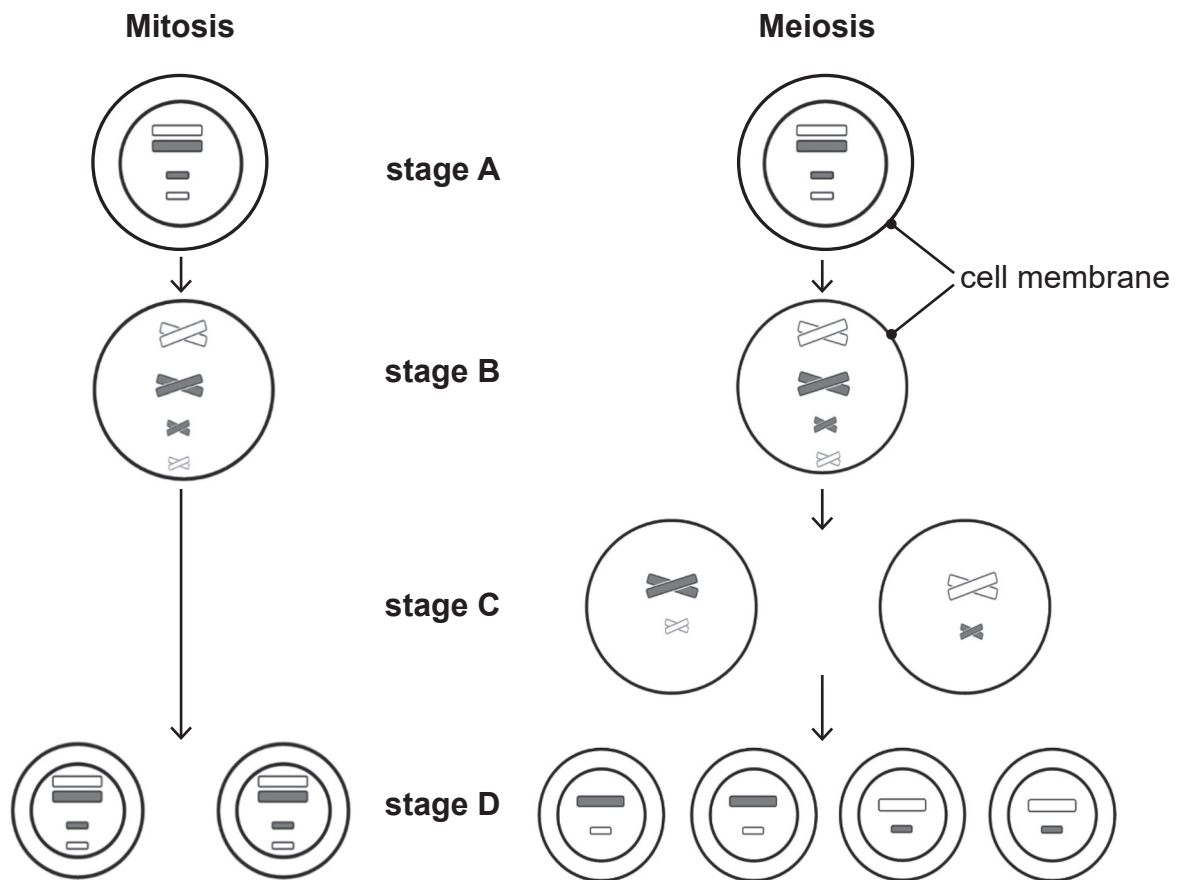 Mitosis
Meiosis
stage A
cell membrane
stage B
stage C
stage D